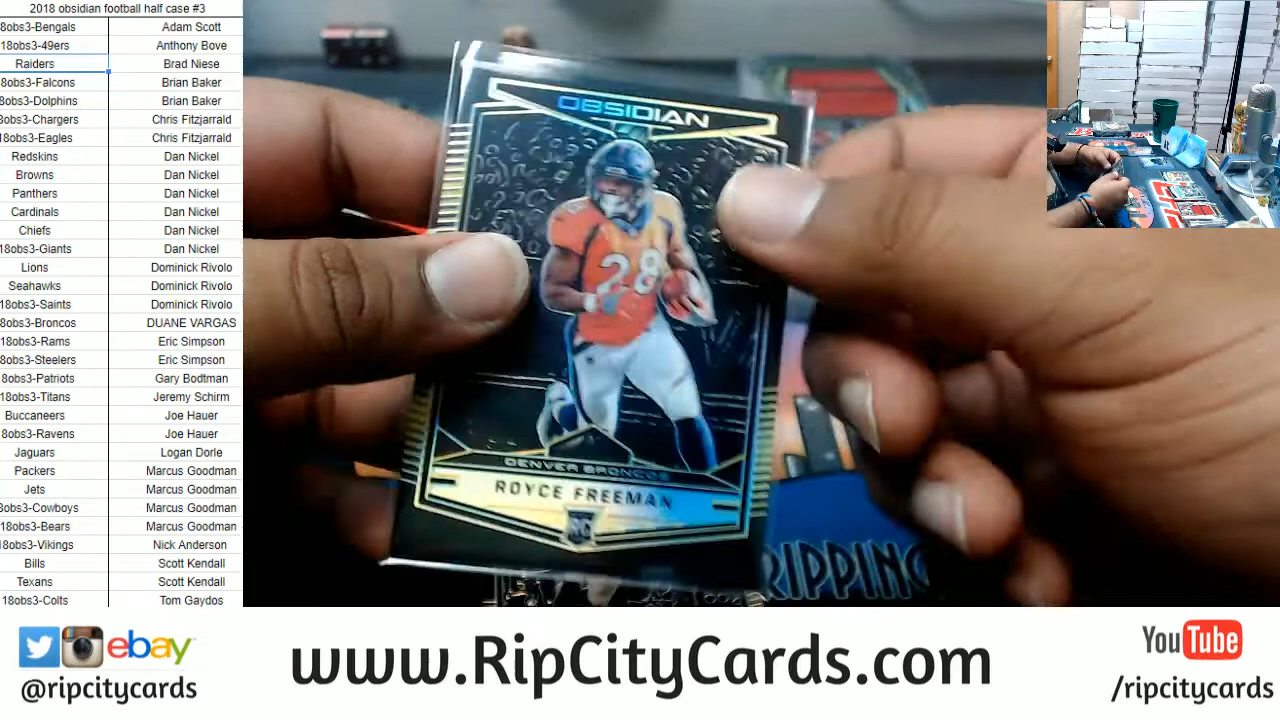 2018 obsidian football half case #3
8obs3-Bengals Adam Scott
18obs3-49ers Anthony Bove
Raiders Brad Niese
8obs3-Falcons Brian Baker
8obs3-Dolphins Brian Baker
8obs3-Chargers Chris Fitzjarrald
8obs3-Eagles Chris Fitzjarrald
Redskins Dan Nickel
Browns Dan Nickel
Panthers Dan Nickel
Cardinals Dan Nickel
Chiefs Dan Nickel
18obs3-Giants Dan Nickel
Lions Dominick Rivolo
Seahawks Dominick Rivolo
18obs3-Saints Dominick Rivolo
8obs3-Broncos DUANE VARGAS
18obs3-Rams Eric Simpson
8obs3-Steelers Eric Simpson
8obs3-Patriots Gary Bodtman
18obs3-Titans Jeremy Schirm
Buccaneers Joe Hauer
8obs3-Ravens Joe Hauer
Jaguars Logan Dorle
Packers Marcus Goodman
Jets Marcus Goodman
8obs3-Cowboys Marcus Goodman
18obs3-Bears Marcus Goodman
18obs3-Vikings Nick Anderson
Bills Scott Kendall
Texans Scott Kendall
18obs3-Colts Tom Gaydos
OBSIDIAN
28
DENVER BRONCOS
ROYCE FREEMAN
RC
RIPPING
ebay
@ripcitycards
www.RipCityCards.com
YouTube
/ripcitycards